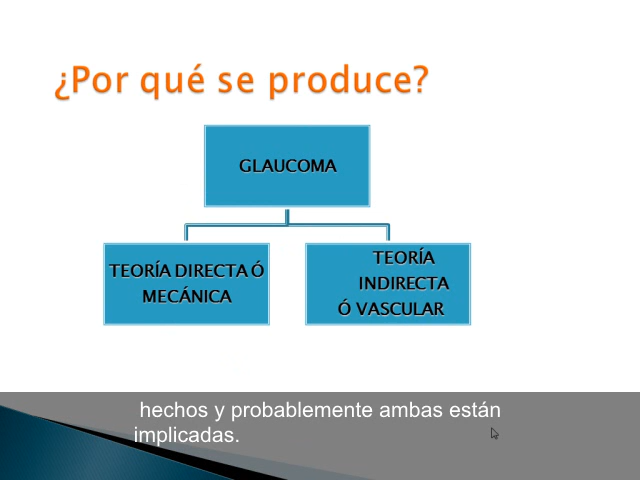 ¿Por qué se produce?
GLAUCOMA
TEORÍA DIRECTA Ó
MECÁNICA
TEORÍA
INDIRECTA
Ó VASCULAR
hechos y probablemente ambas están
implicadas.